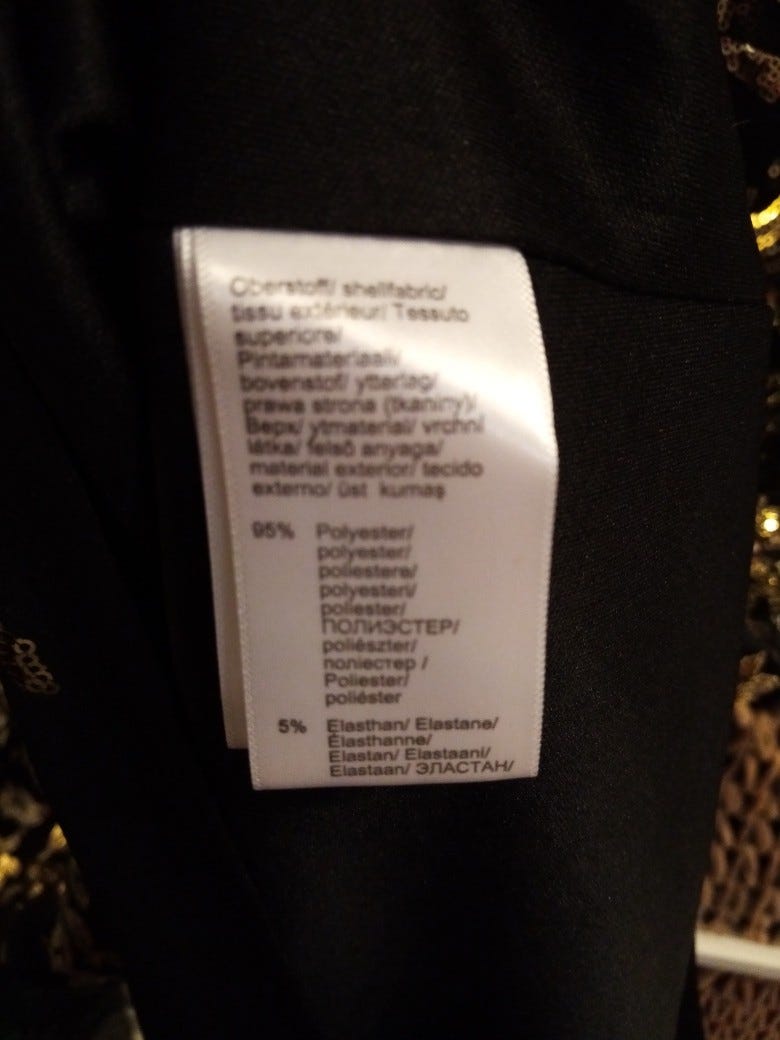 Oberstoff/ shellfabric/
tissu extérieur/ Tessuto
superiore/
Pintamateriaali/
bovenstof/ ytterlag/
prawa strona (tkaniny)/
Верх/ ytmaterial/ vrchní
látka/ felső anyaga/
material exterior/ tecido
externo/ üst kumaş
95% Polyester/
polyester/
poliestere/
polyesteri/
poliester/
ПОЛИЭСТЕР/
poliészter/
поліестер /
Poliester/
poliéster
5% Elasthan/ Elastane/
Élasthanne/
Elastan/ Elastaani/
Elastaan/ ЭЛАСТАН/